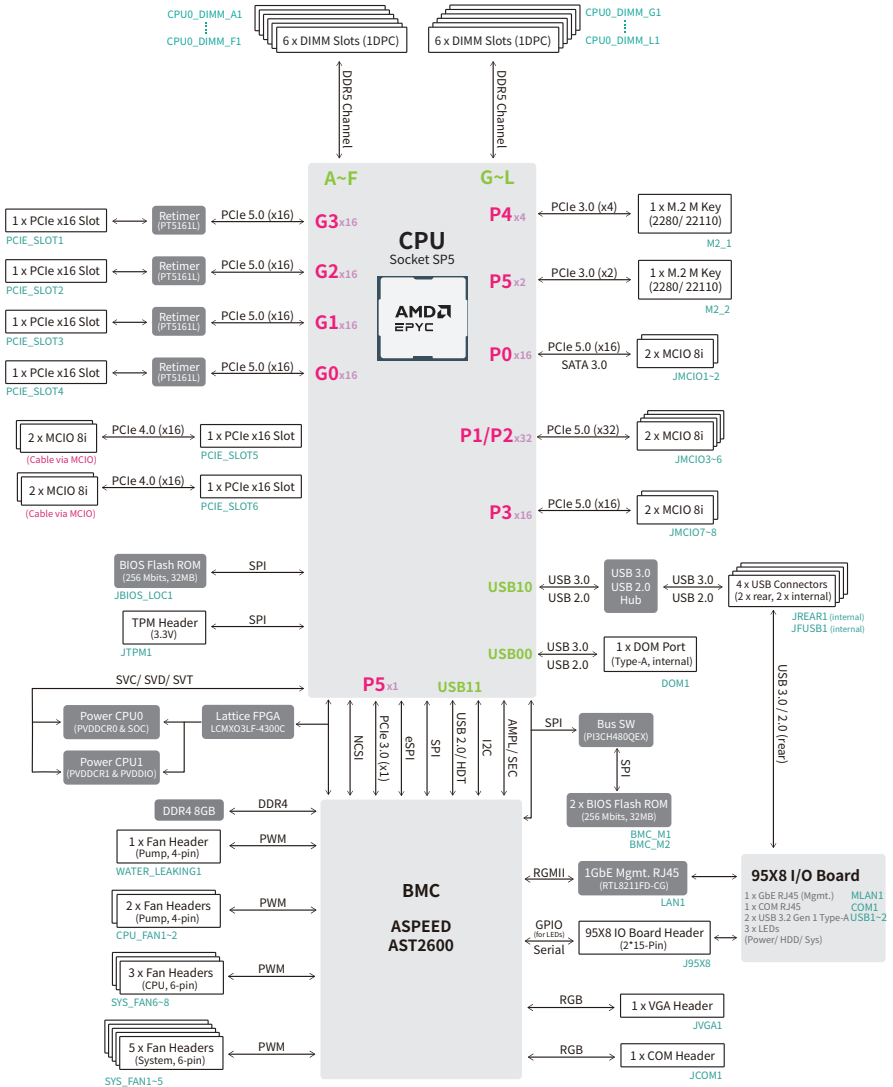 CPU0_DIMM_A1
CPU0_DIMM_F1
6 x DIMM Slots (1DPC)
6 x DIMM Slots (1DPC)
CPU0_DIMM_G1
CPU0_DIMM_L1
DDR5 Channel
DDR5 Channel
A~F
G~L
CPU
Socket SP5
AMD
EPYC
1 x PCIe x16 Slot
PCIE_SLOT1
Retimer
(PT5161L)
PCIe 5.0 (x16)
G3x16
1 x PCIe x16 Slot
PCIE_SLOT2
Retimer
(PT5161L)
PCIe 5.0 (x16)
G2x16
1 x PCIe x16 Slot
PCIE_SLOT3
Retimer
(PT5161L)
PCIe 5.0 (x16)
G1x16
1 x PCIe x16 Slot
PCIE_SLOT4
Retimer
(PT5161L)
PCIe 5.0 (x16)
G0x16
2 x MCIO 8i
(Cable via MCIO)
PCIe 4.0 (x16)
1 x PCIe x16 Slot
PCIE_SLOT5
2 x MCIO 8i
(Cable via MCIO)
PCIe 4.0 (x16)
1 x PCIe x16 Slot
PCIE_SLOT6
BIOS Flash ROM
(256 Mbits, 32MB)
JBIOS_LOC1
SPI
TPM Header
(3.3V)
JTPM1
SPI
P4x4
PCIe 3.0 (x4)
1 x M.2 M Key
(2280/ 22110)
M2_1
P5x2
PCIe 3.0 (x2)
1 x M.2 M Key
(2280/ 22110)
M2_2
P0x16
PCIe 5.0 (x16)
SATA 3.0
2 x MCIO 8i
JMCIO1~2
P1/P2x32
PCIe 5.0 (x32)
2 x MCIO 8i
JMCIO3~6
P3x16
PCIe 5.0 (x16)
2 x MCIO 8i
JMCIO7~8
USB10
USB 3.0
USB 2.0
USB 3.0
USB 2.0
Hub
USB 3.0
USB 2.0
4 x USB Connectors
(2 x rear, 2 x internal)
JREAR1 (internal)
JFUSB1 (internal)
USB00
USB 3.0
USB 2.0
1 x DOM Port
(Type-A, internal)
DOM1
USB 3.0 / 2.0 (rear)
P5x1
USB11
SVC/ SVD/ SVT
Power CPU0
(PVDDCR0 & SOC)
Power CPU1
(PVDDCR1 & PVDDIO)
Lattice FPGA
LCMXO3LF-4300C
NCSI
PCIe 3.0 (x1)
eSPI
SPI
USB 2.0/ HDT
I2C
AMPL/ SEC
SPI
Bus SW
(PI3CH480QEX)
SPI
2 x BIOS Flash ROM
(256 Mbits, 32MB)
BMC_M1
BMC_M2
DDR4 8GB
DDR4
1 x Fan Header
(Pump, 4-pin)
WATER_LEAKING1
PWM
2 x Fan Headers
(Pump, 4-pin)
CPU_FAN1~2
PWM
3 x Fan Headers
(CPU, 6-pin)
SYS_FAN6~8
PWM
5 x Fan Headers
(System, 6-pin)
SYS_FAN1~5
PWM
BMC
ASPEED
AST2600
RGMII
1GbE Mgmt. RJ45
(RTL8211FD-CG)
LAN1
GPIO
(for LEDs)
Serial
95X8 IO Board Header
(2*15-Pin)
J95X8
RGB
1 x VGA Header
JVGA1
RGB
1 x COM Header
JCOM1
95X8 I/O Board
1 x GbE RJ45 (Mgmt.) MLAN1
1 x COM RJ45 COM1
2 x USB 3.2 Gen 1 Type-A USB1~2
3 x LEDs
(Power/ HDD/ Sys)